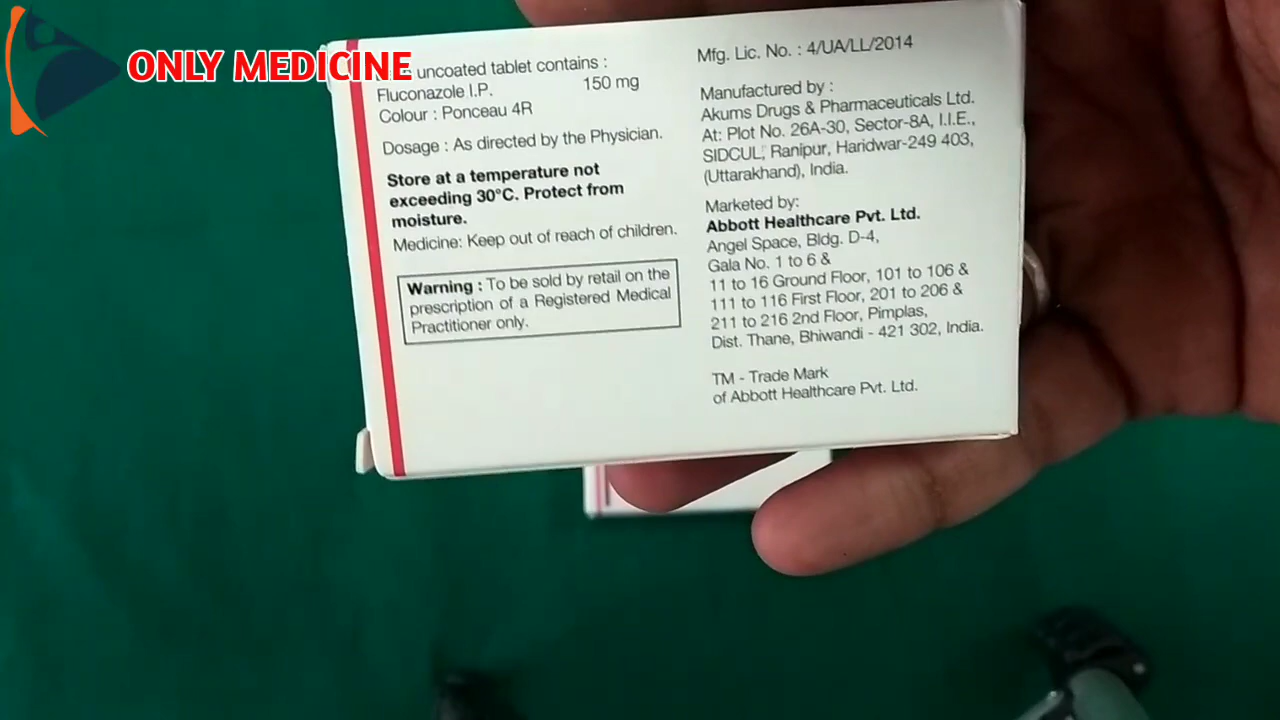 ONLY MEDICINE
uncoated tablet contains :
Fluconazole I.P. 150 mg
Colour : Ponceau 4R
Dosage : As directed by the Physician.
Store at a temperature not
exceeding 30°C. Protect from
moisture.
Medicine: Keep out of reach of children.
Warning : To be sold by retail on the
prescription of a Registered Medical
Practitioner only.
Mfg. Lic. No. : 4/UA/LL/2014
Manufactured by :
Akums Drugs & Pharmaceuticals Ltd.
At: Plot No. 26A-30, Sector-8A, I.I.E.,
SIDCUL, Ranipur, Haridwar-249 403,
(Uttarakhand), India.
Marketed by:
Abbott Healthcare Pvt. Ltd.
Angel Space, Bldg. D-4,
Gala No. 1 to 6 &
11 to 16 Ground Floor, 101 to 106 &
111 to 116 First Floor, 201 to 206 &
211 to 216 2nd Floor, Pimplas,
Dist. Thane, Bhiwandi - 421 302, India.
TM - Trade Mark
of Abbott Healthcare Pvt. Ltd.